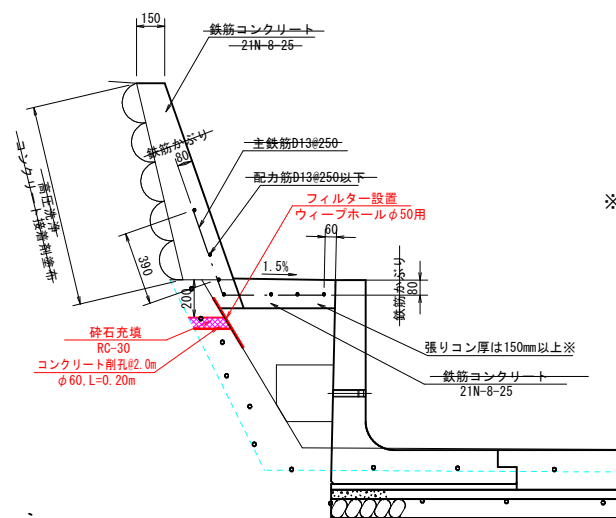 150
鉄筋コンクリート
21N-8-25
鉄筋かぶり
80
主鉄筋D13@250
配力筋D13@250以下
フィルター設置
ウィープホールφ50用
※
高圧洗浄
コンクリート接着剤塗布
60
1.5%
390
200
鉄筋かぶり
80
砕石充填
RC-30
コンクリート削孔@2.0m
φ60,L=0.20m
張りコン厚は150mm以上※
鉄筋コンクリート
21N-8-25